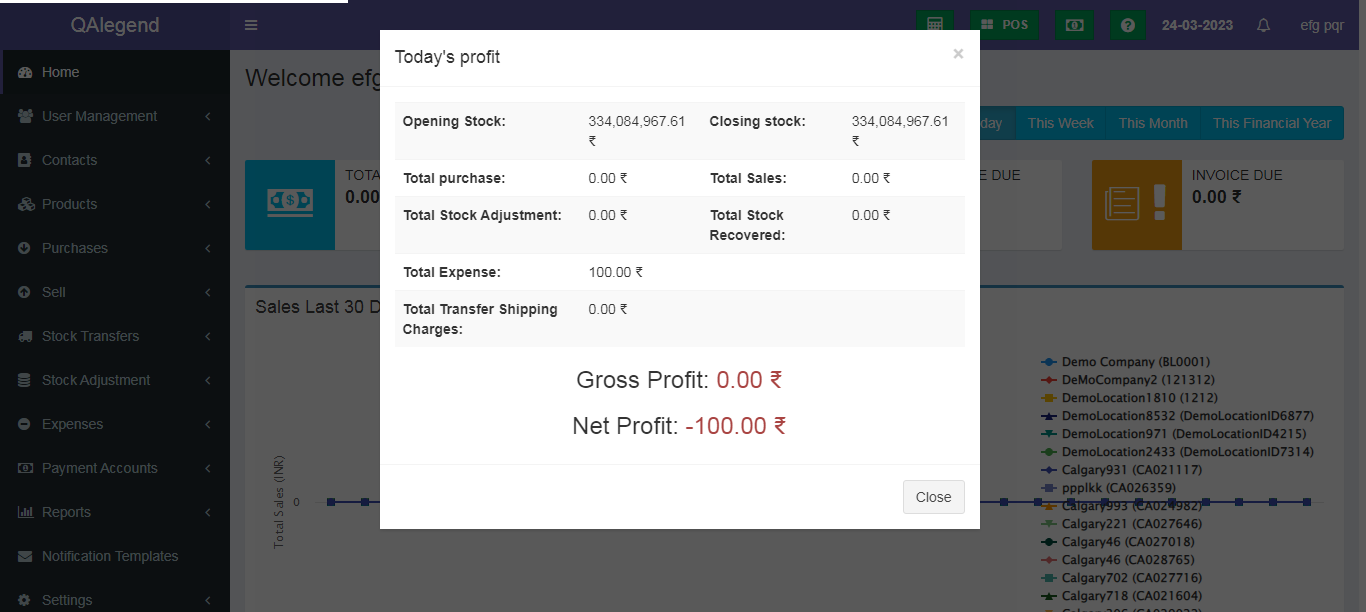 QAlegend
POS
24-03-2023
efg pqr
Home
User Management
Contacts
Products
Purchases
Sell
Stock Transfers
Stock Adjustment
Expenses
Payment Accounts
Reports
Notification Templates
Settings
Welcome efg
day
This Week
This Month
This Financial Year
TOTA
0.00
E DUE
INVOICE DUE
0.00 ₹
Today's profit
×
Opening Stock: 334,084,967.61 Closing stock: 334,084,967.61
₹ ₹
Total purchase: 0.00 ₹ Total Sales: 0.00 ₹
Total Stock Adjustment: 0.00 ₹ Total Stock 0.00 ₹
Recovered:
Total Expense: 100.00 ₹
Total Transfer Shipping 0.00 ₹
Charges:
Gross Profit: 0.00 ₹
Net Profit: -100.00 ₹
Close
Sales Last 30 D
Total Sales (INR)
0
Demo Company (BL0001)
DeMoCompany2 (121312)
DemoLocation1810 (1212)
DemoLocation8532 (DemoLocationID6877)
DemoLocation971 (DemoLocationID4215)
DemoLocation2433 (DemoLocationID7314)
Calgary931 (CA021117)
ppplkk (CA026359)
Calgary993 (CA024982)
Calgary221 (CA027646)
Calgary46 (CA027018)
Calgary46 (CA028765)
Calgary702 (CA027716)
Calgary718 (CA021604)